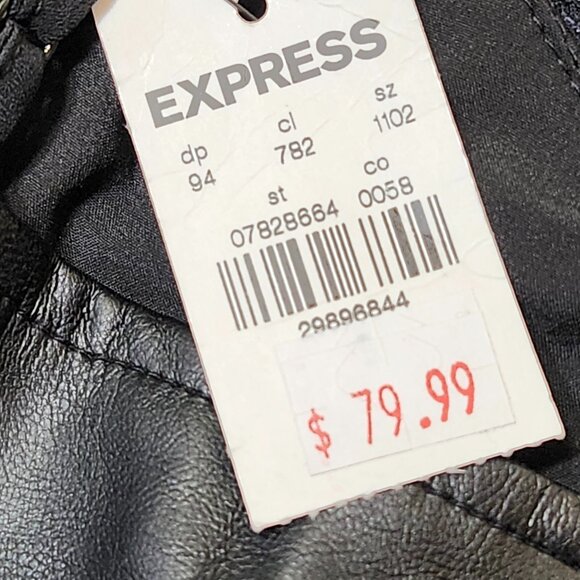 EXPRESS
dp cl sz
94 782 1102
st co
07828664 0058
29896844
$ 79.99